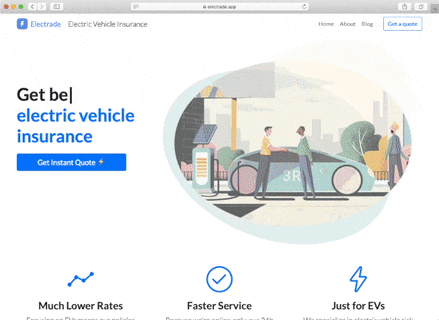 electrade.app
Electrade Electric Vehicle Insurance
Home About Blog Get a quote
Get be|
electric vehicle
insurance
Get Instant Quote ⚡
3R
Much Lower Rates
Faster Service
Just for EVs